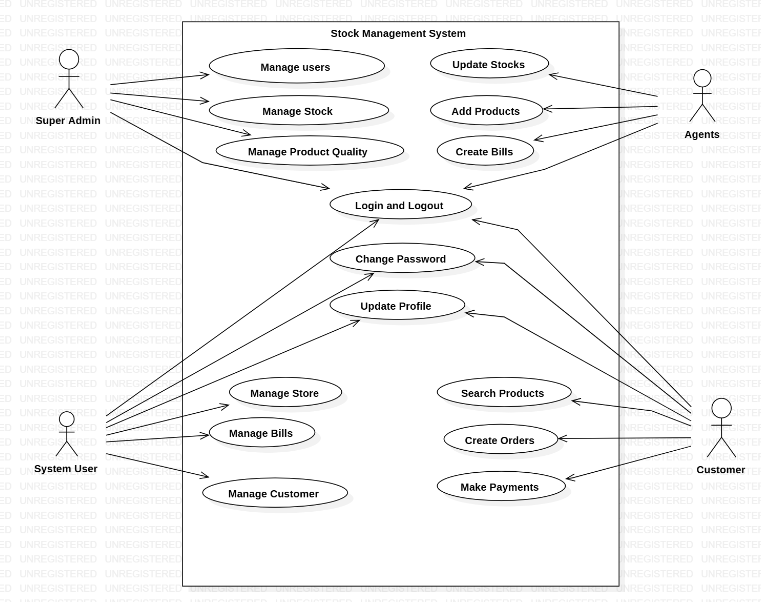 Stock Management System
Manage users
Update Stocks
Manage Stock
Add Products
Super Admin
Agents
Manage Product Quality
Create Bills
Login and Logout
Change Password
Update Profile
Manage Store
Search Products
Manage Bills
Create Orders
System User
Customer
Manage Customer
Make Payments
UNREGISTERED